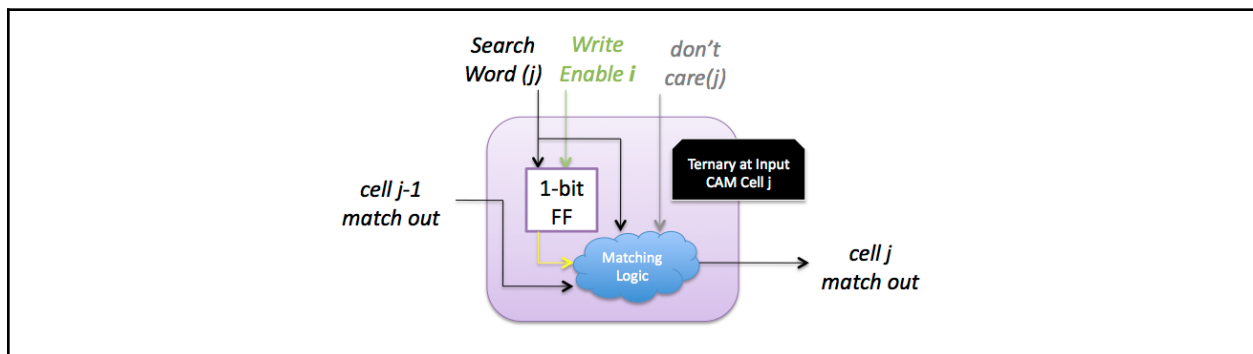 Search
Word (j)
Write
Enable i
don't
care(j)
Ternary at Input
CAM Cell j
1-bit
FF
cell j-1
match out
Matching
Logic
cell j
match out